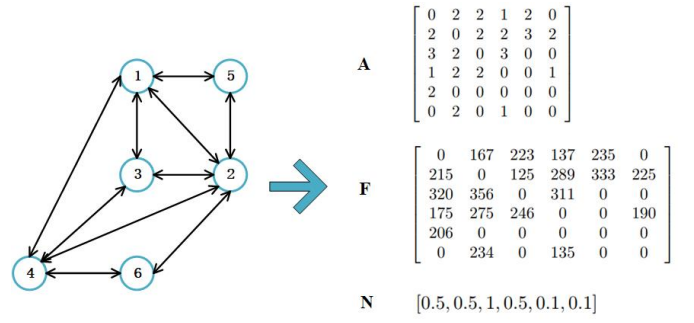 1
5
3
2
4
6
A
0 2 2 1 2 0
2 0 2 2 3 2
3 2 0 3 0 0
1 2 2 0 0 1
2 0 0 0 0 0
0 2 0 1 0 0
F
0 167 223 137 235 0
215 0 125 289 333 225
320 356 0 311 0 0
175 275 246 0 0 190
206 0 0 0 0 0
0 234 0 135 0 0
N [0.5, 0.5, 1, 0.5, 0.1, 0.1]